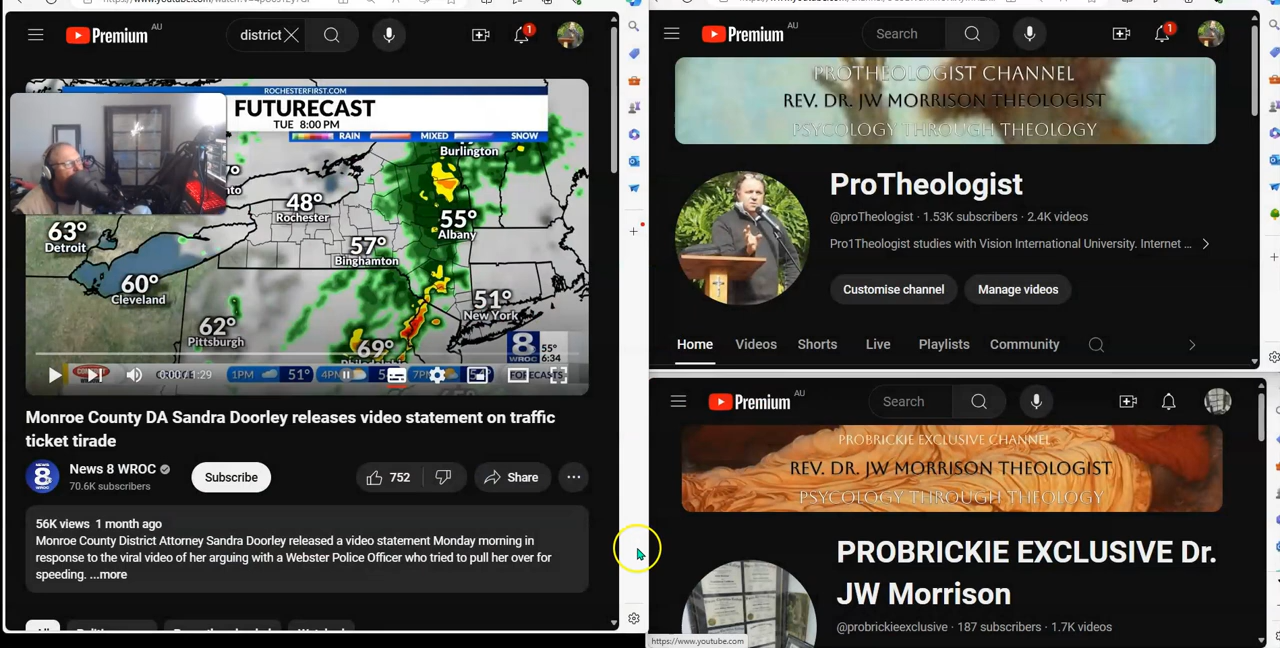 Premium AU
district
1
ROCHESTERFIRST.COM
FUTURECAST
TUE 8:00 PM
RAIN MIXED SNOW
Burlington
48°
Rochester
55°
Albany
63°
Detroit
57°
Binghamton
60°
Cleveland
51°
New York
62°
Pittsburgh
69°
8 WROC 55°
6:34
1PM 51° 4PM 7PM
Monroe County DA Sandra Doorley releases video statement on traffic
ticket tirade
News 8 WROC
70.6K subscribers
Subscribe
752
Share
56K views 1 month ago
Monroe County District Attorney Sandra Doorley released a video statement Monday morning in
response to the viral video of her arguing with a Webster Police Officer who tried to pull her over for
speeding. ...more
Premium AU
Search
1
PROTHEOLOGIST CHANNEL
REV. DR. JW MORRISON THEOLOGIST
PSYCOLOGY THROUGH THEOLOGY
ProTheologist
@proTheologist · 1.53K subscribers · 2.4K videos
Pro1Theologist studies with Vision International University. Internet ...
Customise channel
Manage videos
Home Videos Shorts Live Playlists Community
Premium AU
Search
PROBRICKIE EXCLUSIVE CHANNEL
REV. DR. JW MORRISON THEOLOGIST
PSYCOLOGY THROUGH THEOLOGY
PROBRICKIE EXCLUSIVE Dr.
JW Morrison
@probrickieexclusive · 187 subscribers · 1.7K videos
https://www.youtube.com